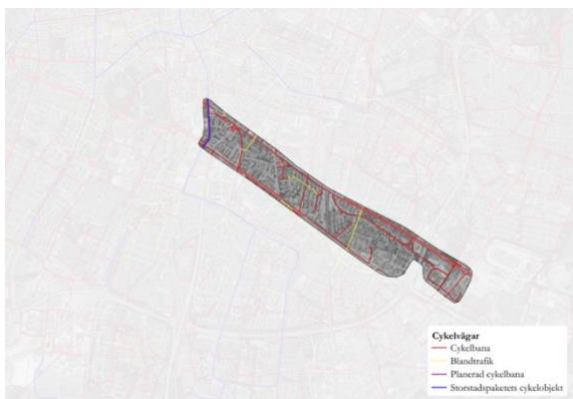 Cykelvägar
Cykelbana
Blandtrafik
Planerad cykelbana
Storstadspaketets cykelobjekt